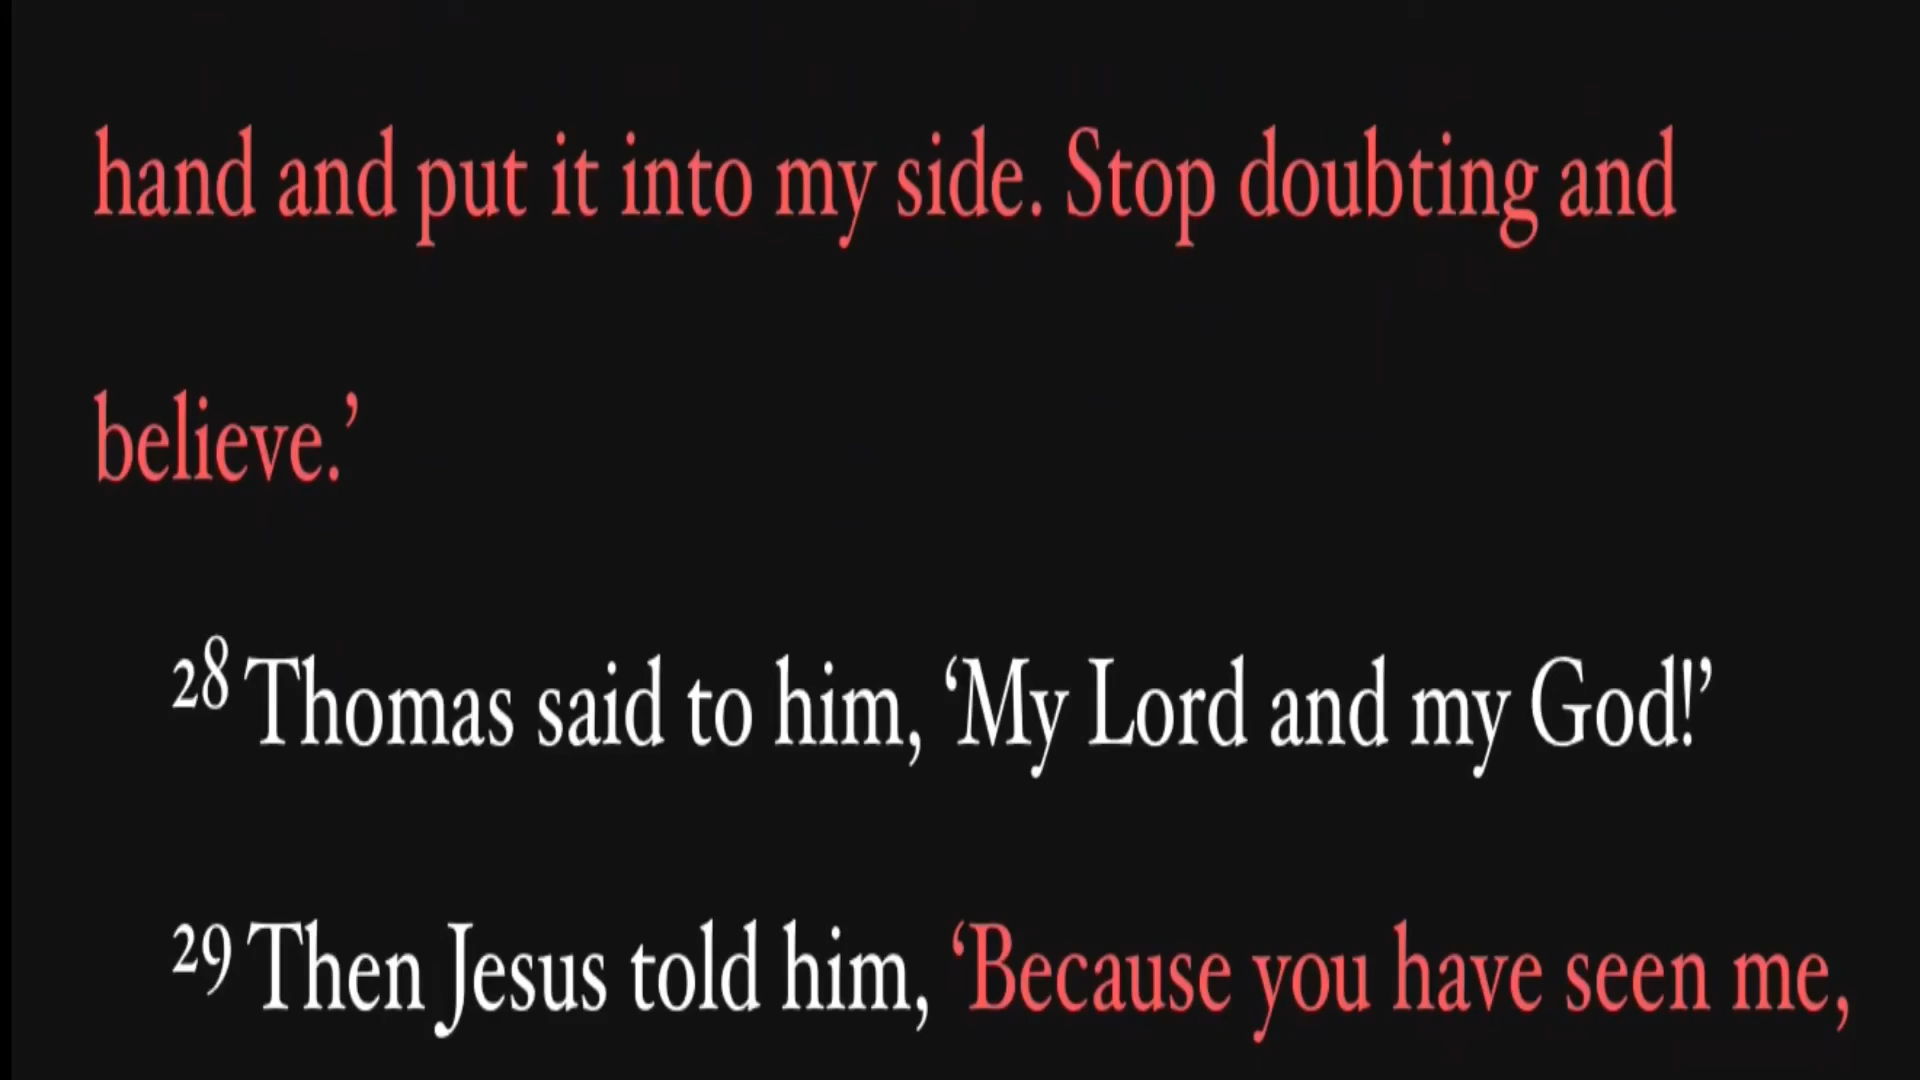 hand and put it into my side. Stop doubting and
believe.’
28 Thomas said to him, ‘My Lord and my God!’
29 Then Jesus told him, ‘Because you have seen me,